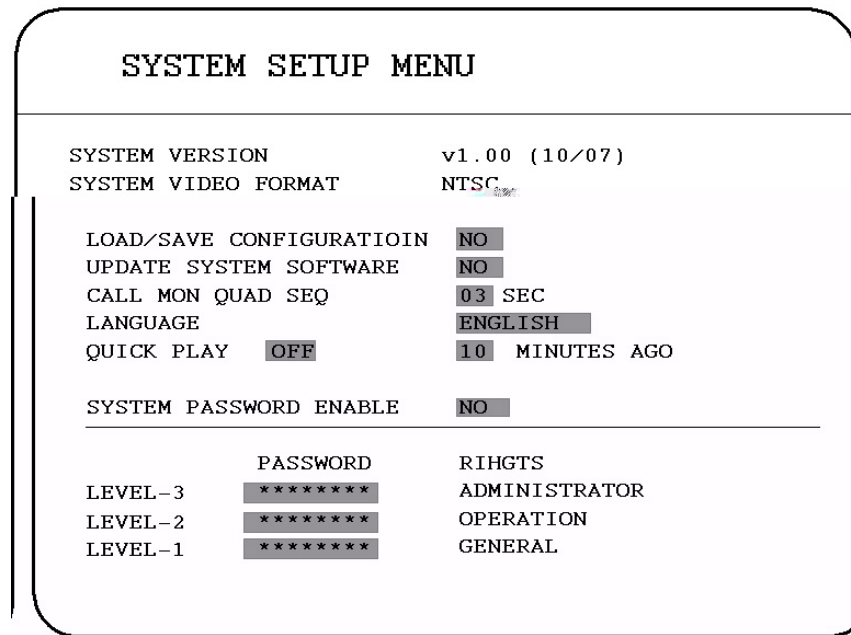 SYSTEM SETUP MENU
SYSTEM VERSION v1.00 (10/07)
SYSTEM VIDEO FORMAT NTSC
LOAD/SAVE CONFIGURATIOIN NO
UPDATE SYSTEM SOFTWARE NO
CALL MON QUAD SEQ 03 SEC
LANGUAGE ENGLISH
QUICK PLAY OFF 10 MINUTES AGO
SYSTEM PASSWORD ENABLE NO
PASSWORD RIHGTS
LEVEL-3 ******** ADMINISTRATOR
LEVEL-2 ******** OPERATION
LEVEL-1 ******** GENERAL